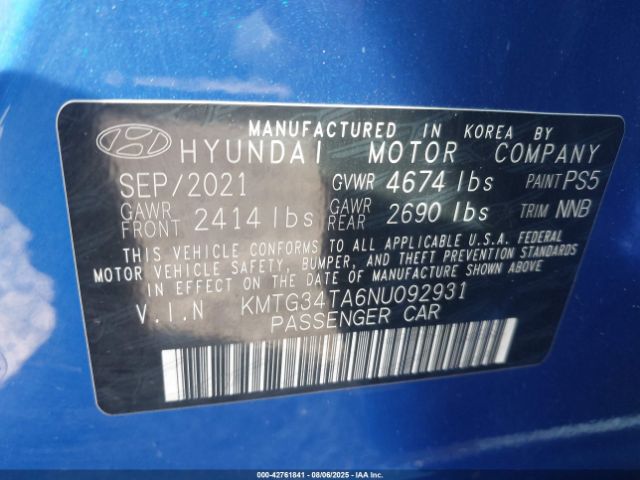 MANUFACTURED IN KOREA BY
HYUNDAI MOTOR COMPANY
SEP/2021 GVWR 4674 lbs PAINT PS5
GAWR FRONT 2414 lbs GAWR REAR 2690 lbs TRIM NNB
THIS VEHICLE CONFORMS TO ALL APPLICABLE U.S.A. FEDERAL
MOTOR VEHICLE SAFETY, BUMPER, AND THEFT PREVENTION STANDARDS
IN EFFECT ON THE DATE OF MANUFACTURE SHOWN ABOVE.
V.I.N KMTG34TA6NU092931
PASSENGER CAR
000-42761841 - 08/06/2025 - IAA, Inc.